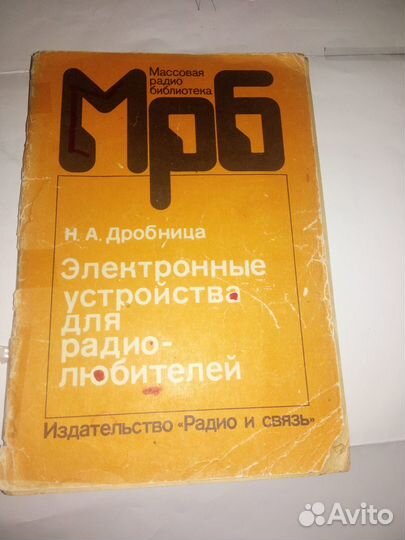 Массовая
радио
библиотека
Мрб
Н. А. Дробница
Электронные
устройства
для
радио-
любителей
Издательство «Радио и связь»
Avito